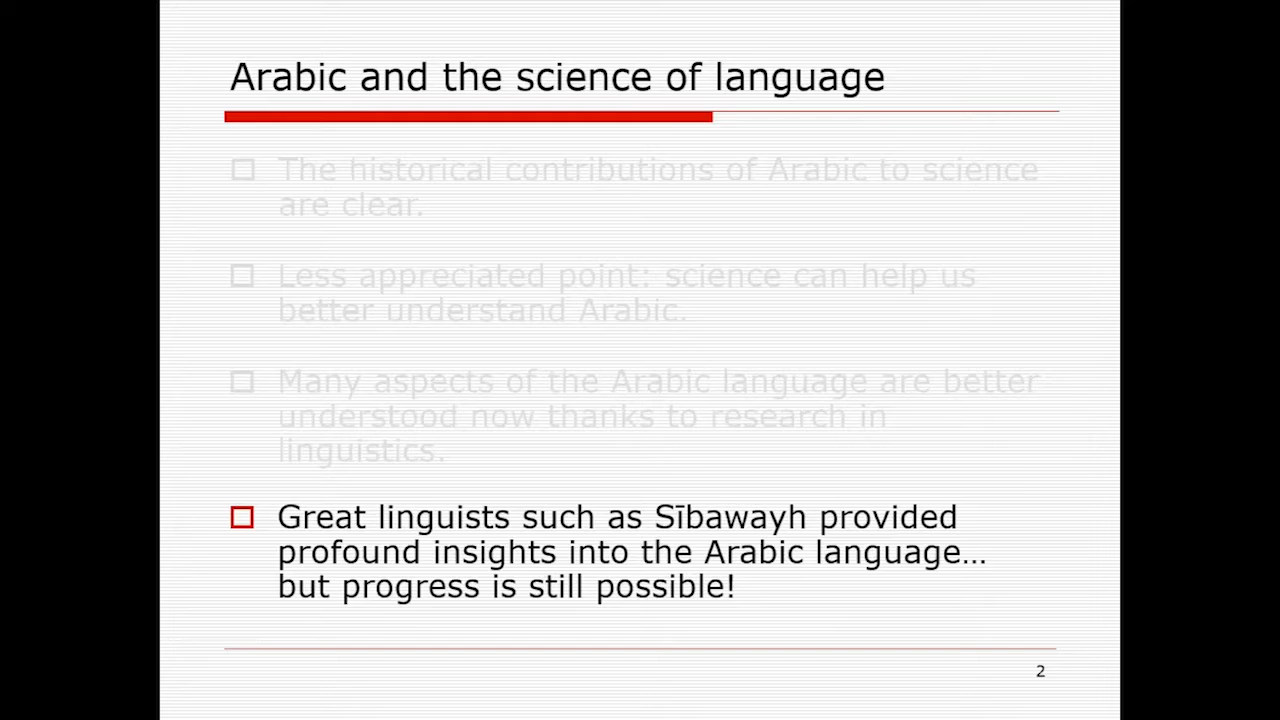 Arabic and the science of language
The historical contributions of Arabic to science
are clear.
Less appreciated point: science can help us
better understand Arabic.
Many aspects of the Arabic language are better
understood now thanks to research in
linguistics.
Great linguists such as Sībawayh provided
profound insights into the Arabic language…
but progress is still possible!
2